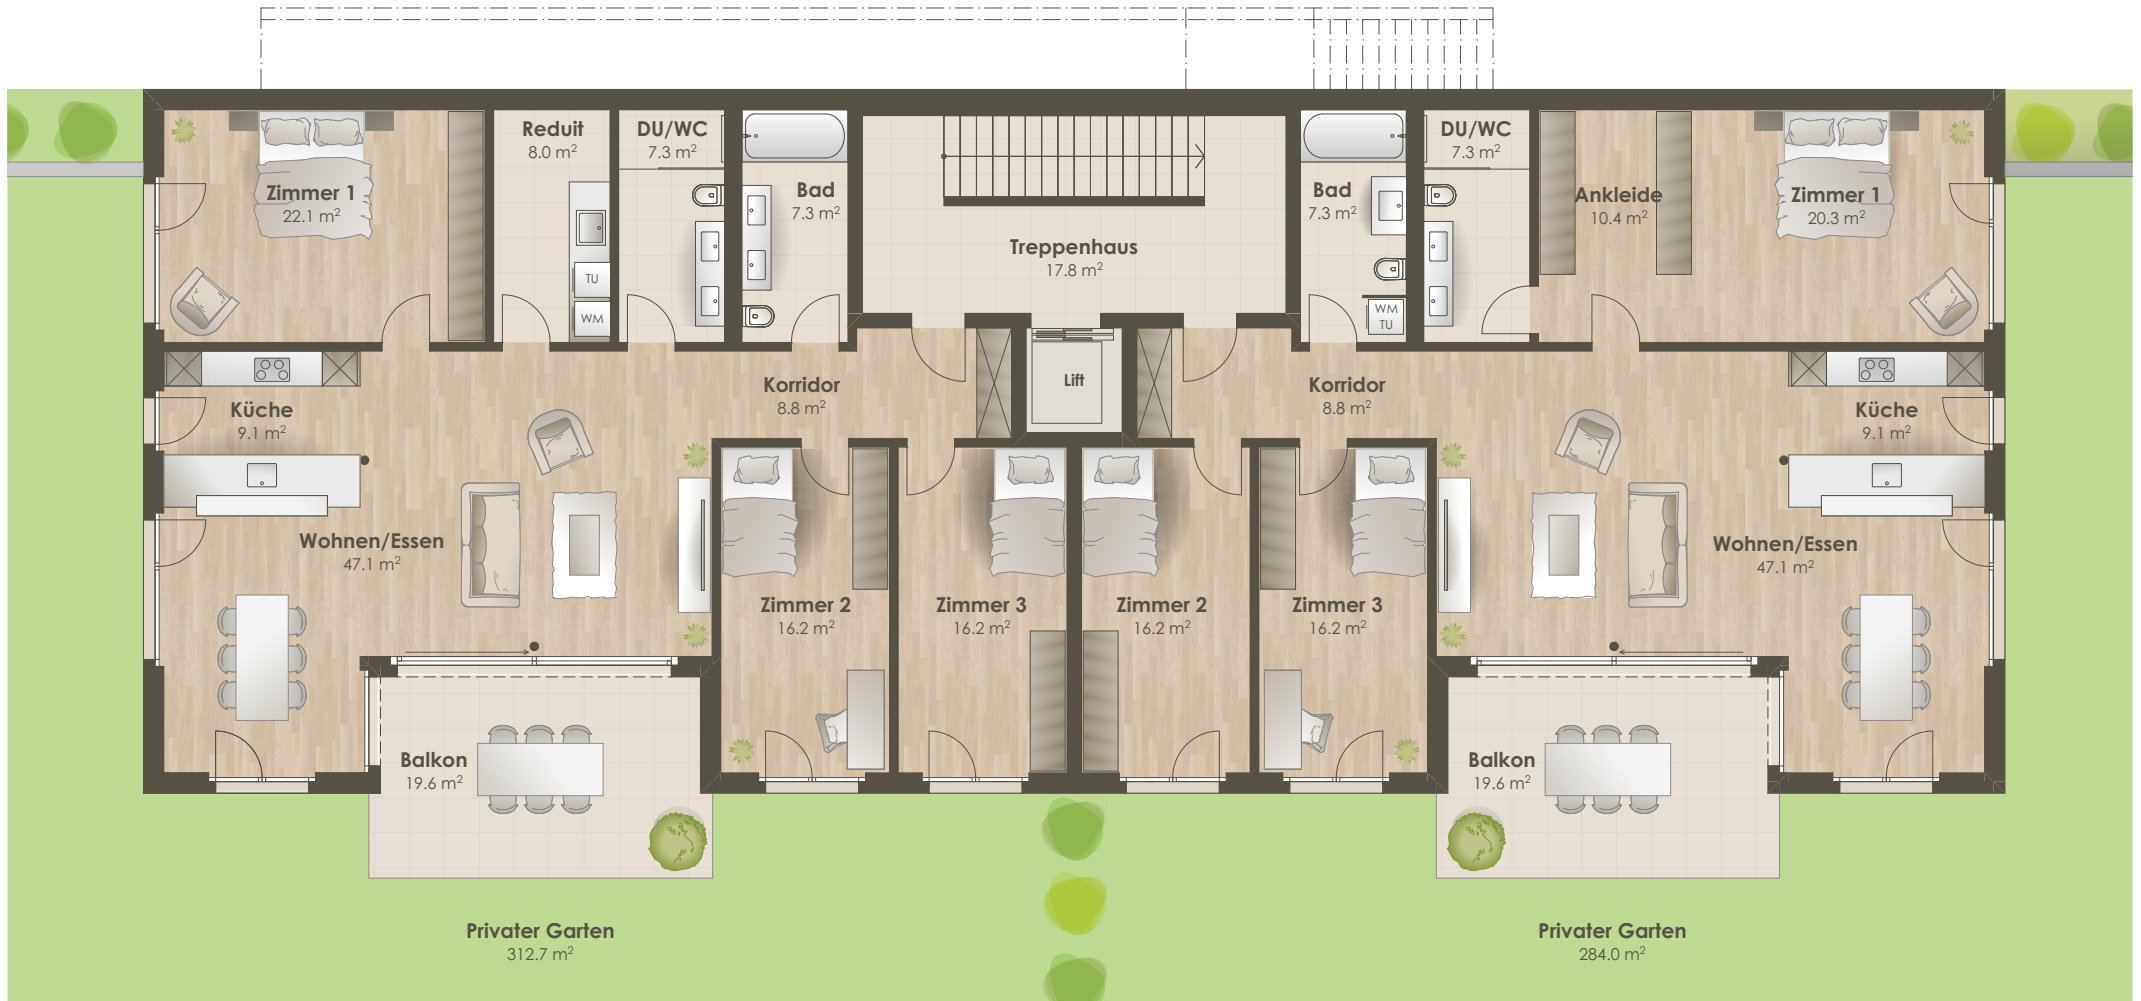 Reduit
8.0 m²
DU/WC
7.3 m²
DU/WC
7.3 m²
Zimmer 1
22.1 m²
Bad
7.3 m²
Bad
7.3 m²
Ankleide
10.4 m²
Zimmer 1
20.3 m²
Treppenhaus
17.8 m²
TU
WM
WM
TU
Korridor
8.8 m²
Lift
Korridor
8.8 m²
Küche
9.1 m²
Küche
9.1 m²
Wohnen/Essen
47.1 m²
Wohnen/Essen
47.1 m²
Zimmer 2
16.2 m²
Zimmer 3
16.2 m²
Zimmer 2
16.2 m²
Zimmer 3
16.2 m²
Balkon
19.6 m²
Balkon
19.6 m²
Privater Garten
312.7 m²
Privater Garten
284.0 m²